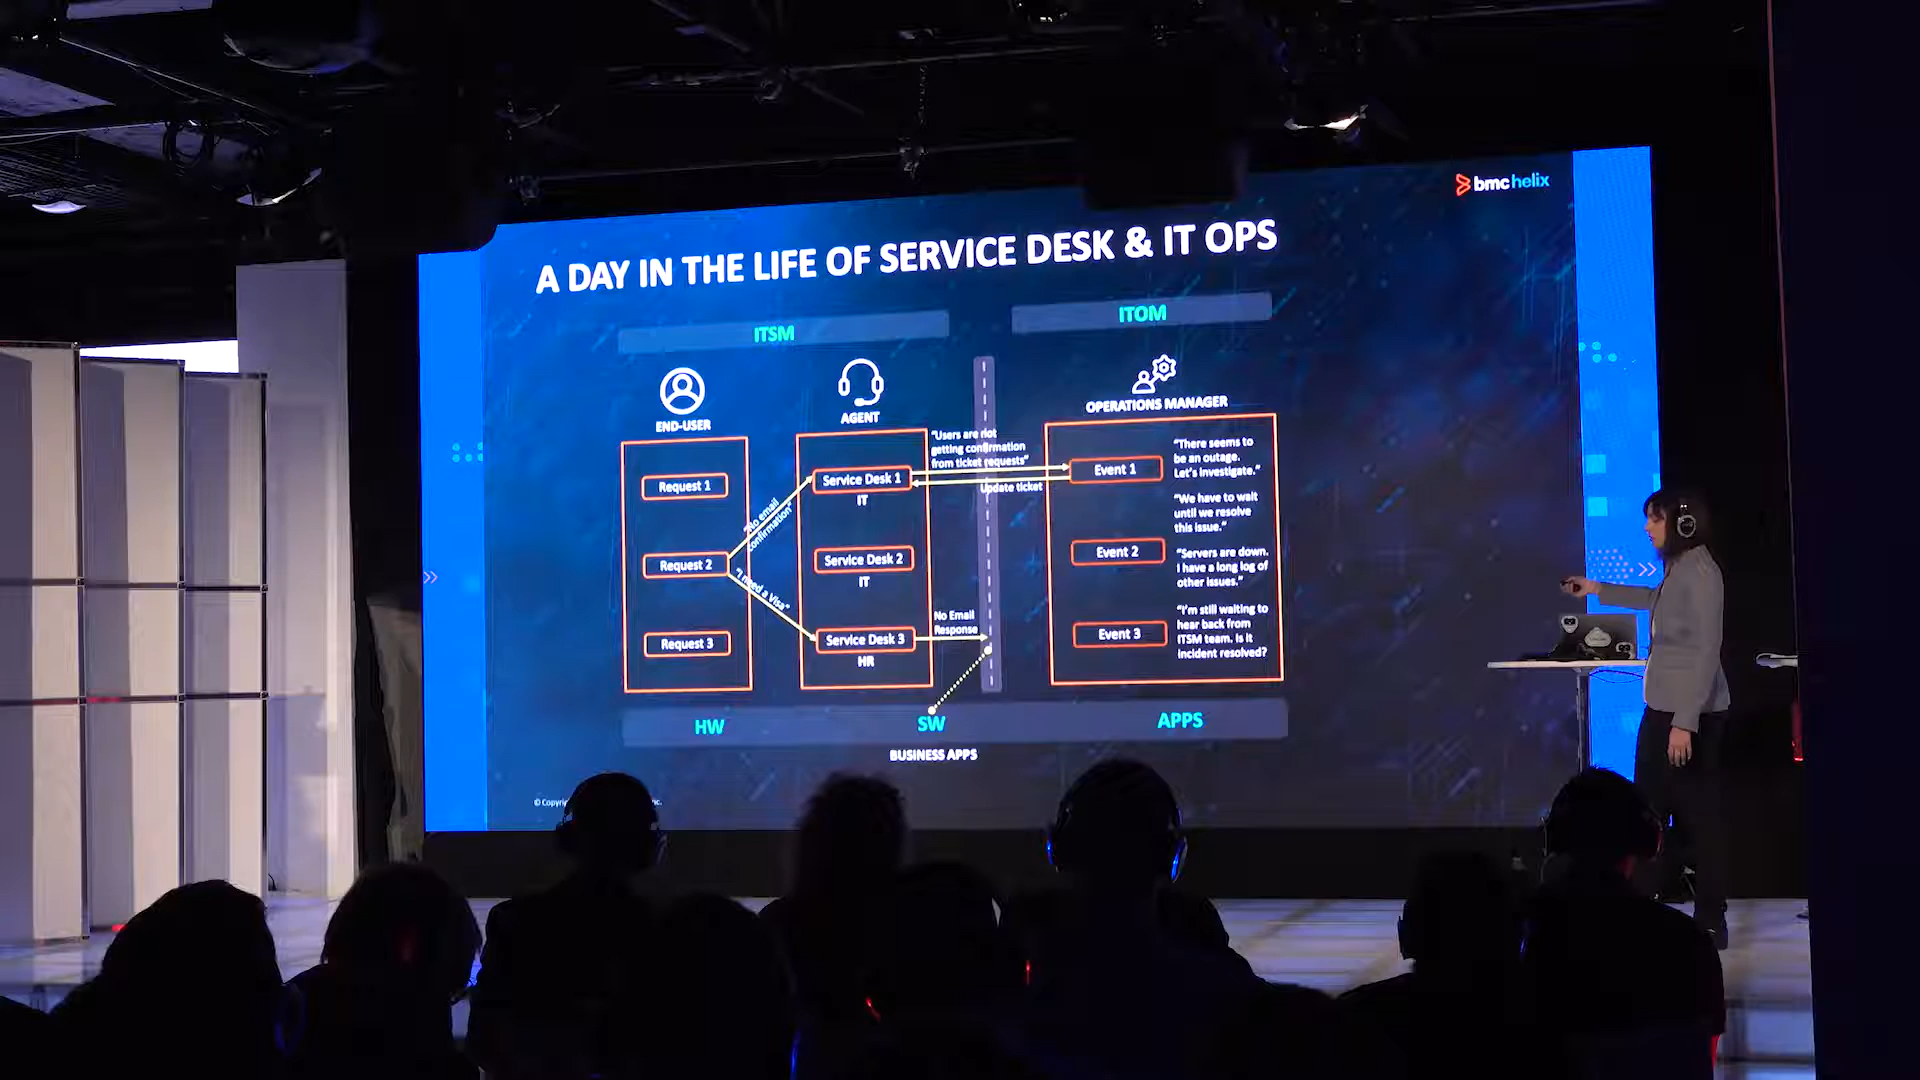 bmchelix
A DAY IN THE LIFE OF SERVICE DESK & IT OPS
ITSM
ITOM
END-USER
AGENT
OPERATIONS MANAGER
Request 1
Request 2
Request 3
"No email
confirmation"
"I need a Visa"
Service Desk 1
IT
Service Desk 2
IT
Service Desk 3
HR
"Users are not
getting confirmation
from ticket requests"
Update ticket
No Email
Response
Event 1
Event 2
Event 3
"There seems to
be an outage.
Let's investigate."
"We have to wait
until we resolve
this issue."
"Servers are down.
I have a long log of
other issues."
"I'm still waiting to
hear back from
ITSM team. Is it
incident resolved?
HW
SW
APPS
BUSINESS APPS